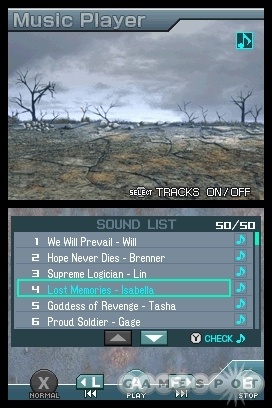 Music Player
SELECT TRACKS ON/OFF
SOUND LIST 50/50
1 We Will Prevail - Will
2 Hope Never Dies - Brenner
3 Supreme Logician - Lin
4 Lost Memories - Isabella
5 Goddess of Revenge - Tasha
6 Proud Soldier - Gage
Y CHECK
X L A R B
NORMAL PLAY STOP
GAMESPOT